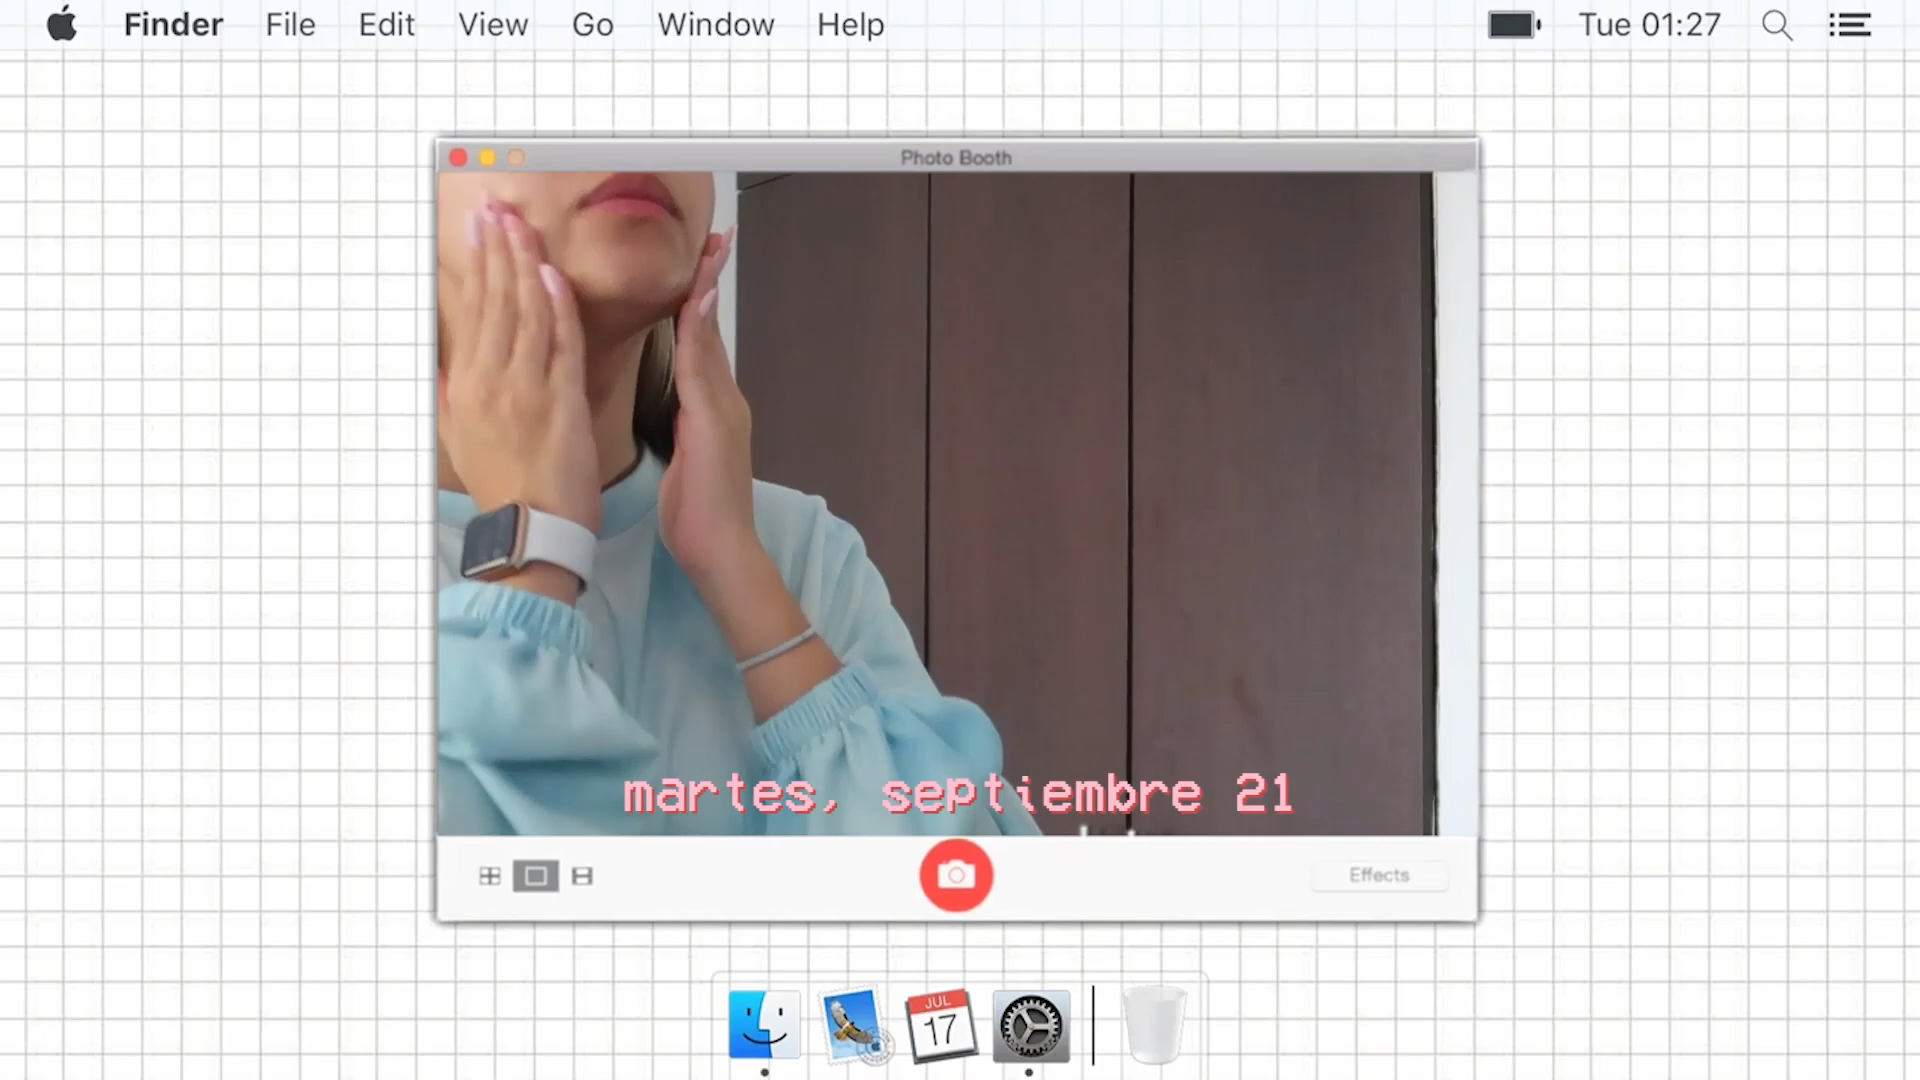 Finder File Edit View Go Window Help Tue 01:27
Photo Booth
martes, septiembre 21
Effects
JUL
17